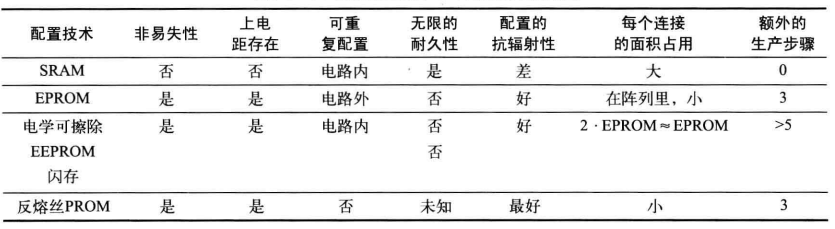 配置技术 非易失性 上电距存在 可重复配置 无限的耐久性 配置的抗辐射性 每个连接的面积占用 额外的生产步骤
SRAM 否 否 电路内 是 差 大 0
EPROM 是 是 电路外 否 好 在阵列里，小 3
电学可擦除 是 是 电路内 否 好 2·EPROM≈EPROM >5
EEPROM 否
闪存
反熔丝PROM 是 是 否 未知 最好 小 3